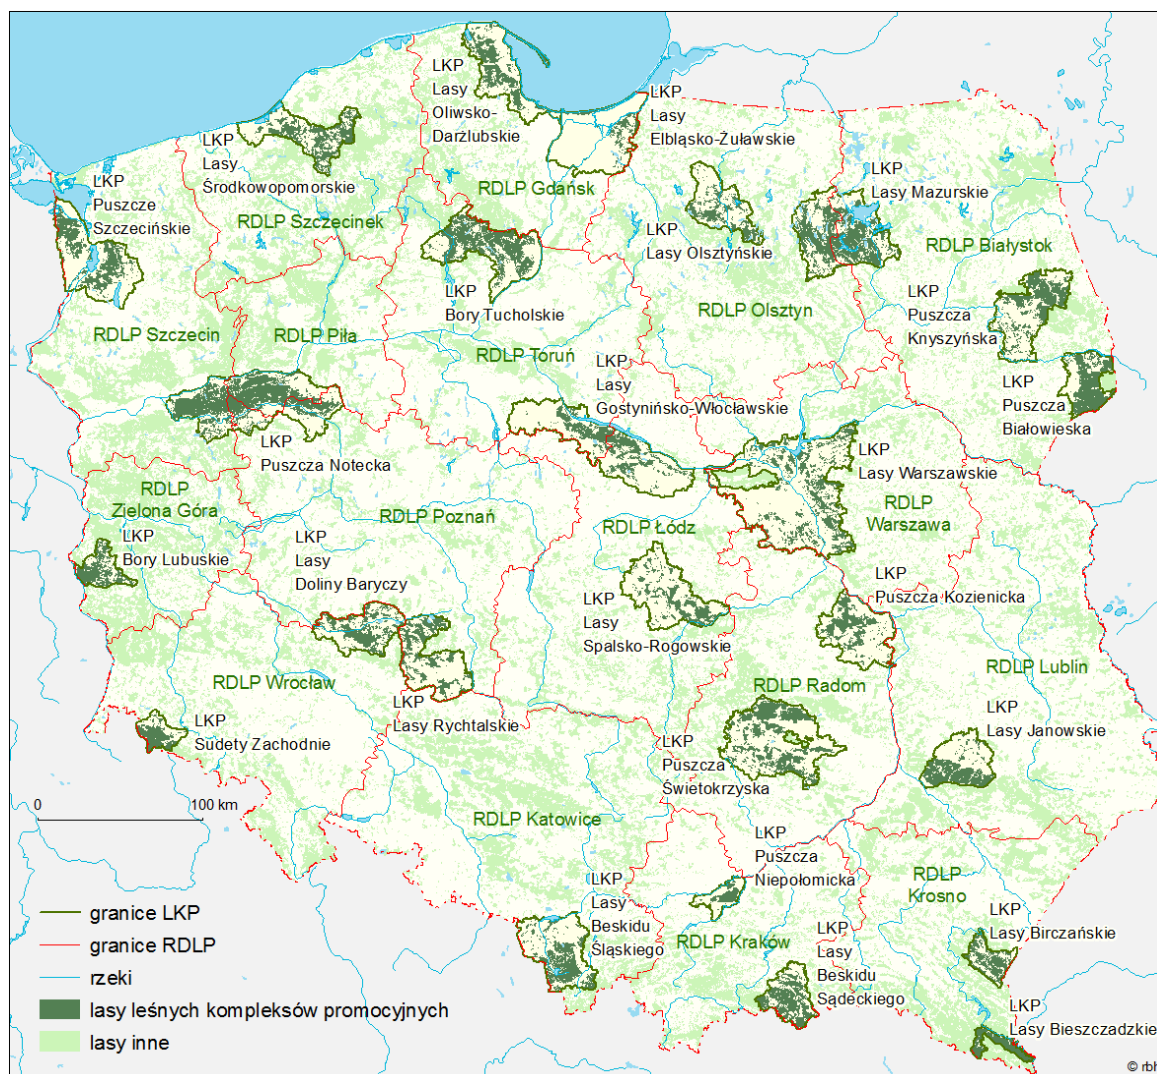 LKP
Lasy
Oliwsko-
Darżlubskie
LKP
Lasy
Elbląsko-Żuławskie
LKP
Lasy
Środkowopomorskie
LKP
Puszcze
Szczecińskie
RDLP Gdańsk
RDLP Szczecinek
LKP
Lasy Mazurskie
LKP
Lasy Olsztyńskie
RDLP Białystok
LKP
Bory Tucholskie
RDLP Olsztyn
LKP
Puszcza
Knyszyńska
RDLP Szczecin
RDLP Piła
RDLP Toruń
LKP
Lasy
Gostynińsko-Włocławskie
LKP
Puszcza
Białowieska
LKP
Puszcza Notecka
LKP
Lasy Warszawskie
RDLP
Zielona Góra
RDLP Poznań
RDLP
Warszawa
RDLP Łódź
LKP
Bory Lubuskie
LKP
Lasy
Doliny Baryczy
LKP
Puszcza Kozienicka
LKP
Lasy
Spalsko-Rogowskie
RDLP Lublin
RDLP Wrocław
RDLP Radom
LKP
Lasy Rychtalskie
LKP
Sudety Zachodnie
LKP
Lasy Janowskie
LKP
Puszcza
Świetokrzyska
0 100 km
RDLP Katowice
LKP
Puszcza
Niepołomicka
RDLP
Krosno
LKP
Lasy
Beskidu
Śląskiego
RDLP Kraków
LKP
Lasy
Beskidu
Sądeckiego
LKP
Lasy Birczańskie
LKP
Lasy Bieszczadzkie
granice LKP
granice RDLP
rzeki
lasy leśnych kompleksów promocyjnych
lasy inne